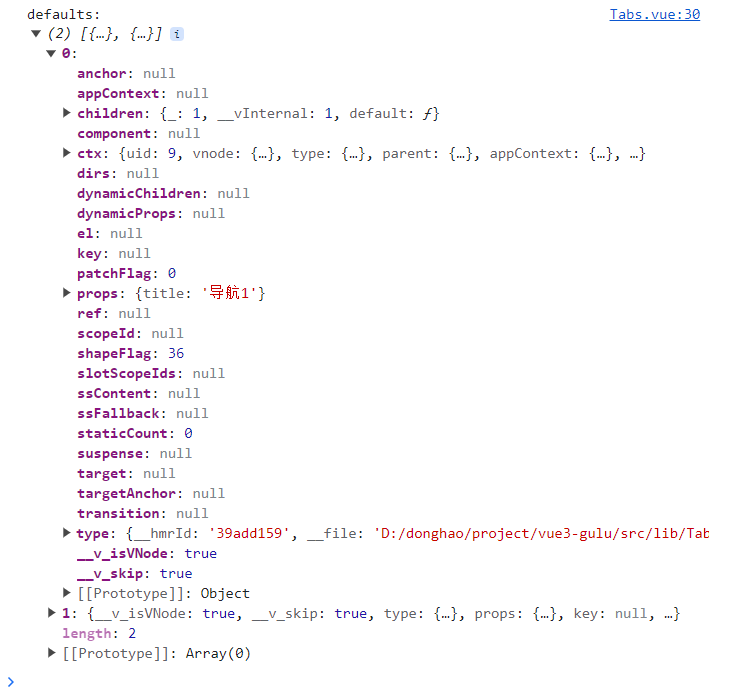 defaults: Tabs.vue:30
▼ (2) [{…}, {…}] i
▼ 0:
anchor: null
appContext: null
▶ children: {_: 1, __vInternal: 1, default: ƒ}
component: null
▶ ctx: {uid: 9, vnode: {…}, type: {…}, parent: {…}, appContext: {…}, …}
dirs: null
dynamicChildren: null
dynamicProps: null
el: null
key: null
patchFlag: 0
▶ props: {title: '导航1'}
ref: null
scopeId: null
shapeFlag: 36
slotScopeIds: null
ssContent: null
ssFallback: null
staticCount: 0
suspense: null
target: null
targetAnchor: null
transition: null
▶ type: {__hmrId: '39add159', __file: 'D:/donghao/project/vue3-gulu/src/lib/Tab
__v_isVNode: true
__v_skip: true
▶ [[Prototype]]: Object
▶ 1: {__v_isVNode: true, __v_skip: true, type: {…}, props: {…}, key: null, …}
length: 2
▶ [[Prototype]]: Array(0)
>